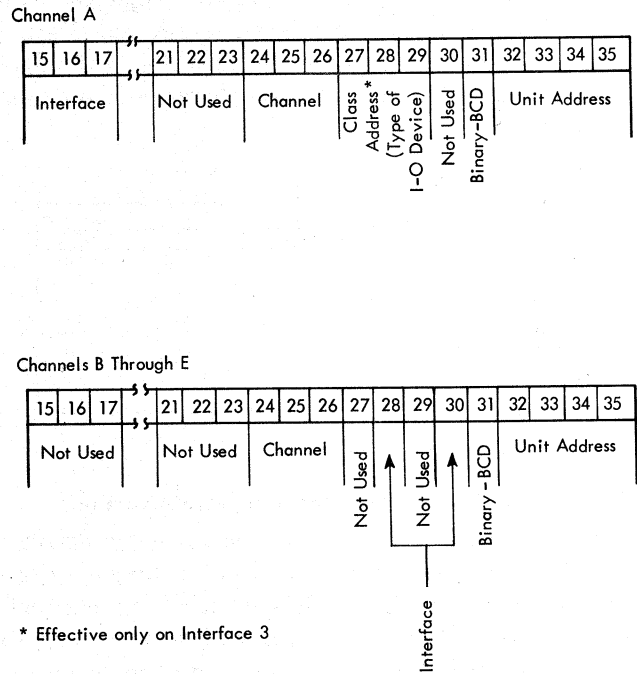 Channel A
15 16 17 21 22 23 24 25 26 27 28 29 30 31 32 33 34 35
Interface Not Used Channel Class Address* (Type of I-O Device) Not Used Binary-BCD Unit Address
Channels B Through E
15 16 17 21 22 23 24 25 26 27 28 29 30 31 32 33 34 35
Not Used Not Used Channel Not Used Not Used Binary - BCD Unit Address
Interface
* Effective only on Interface 3